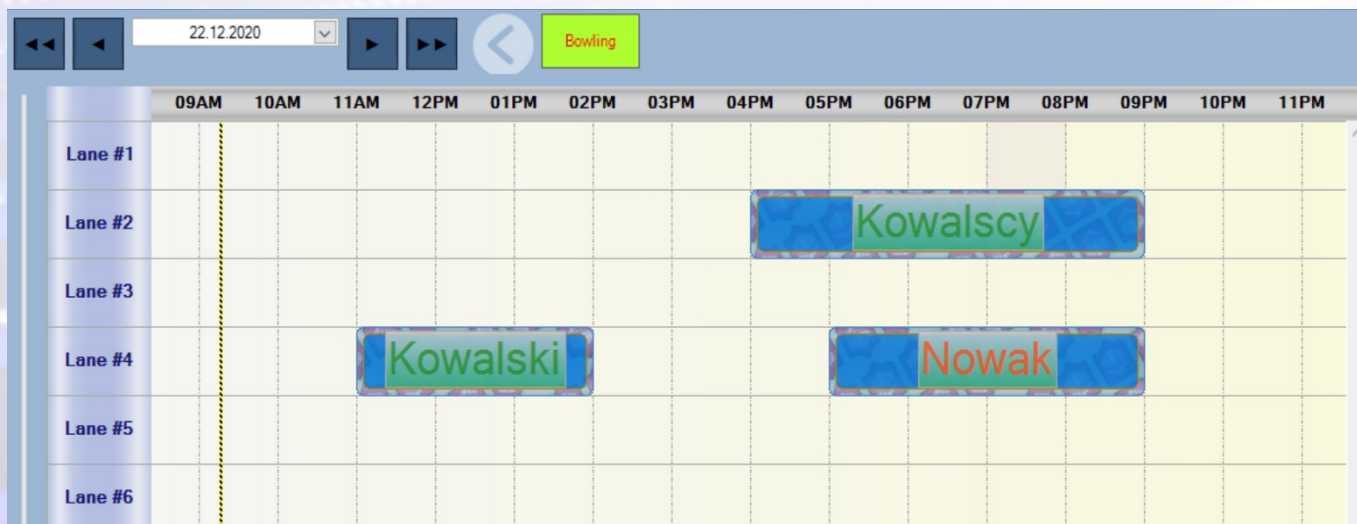 22.12.2020 Bowling
09AM 10AM 11AM 12PM 01PM 02PM 03PM 04PM 05PM 06PM 07PM 08PM 09PM 10PM 11PM
Lane #1
Lane #2 Kowalscy
Lane #3
Lane #4 Kowalski Nowak
Lane #5
Lane #6